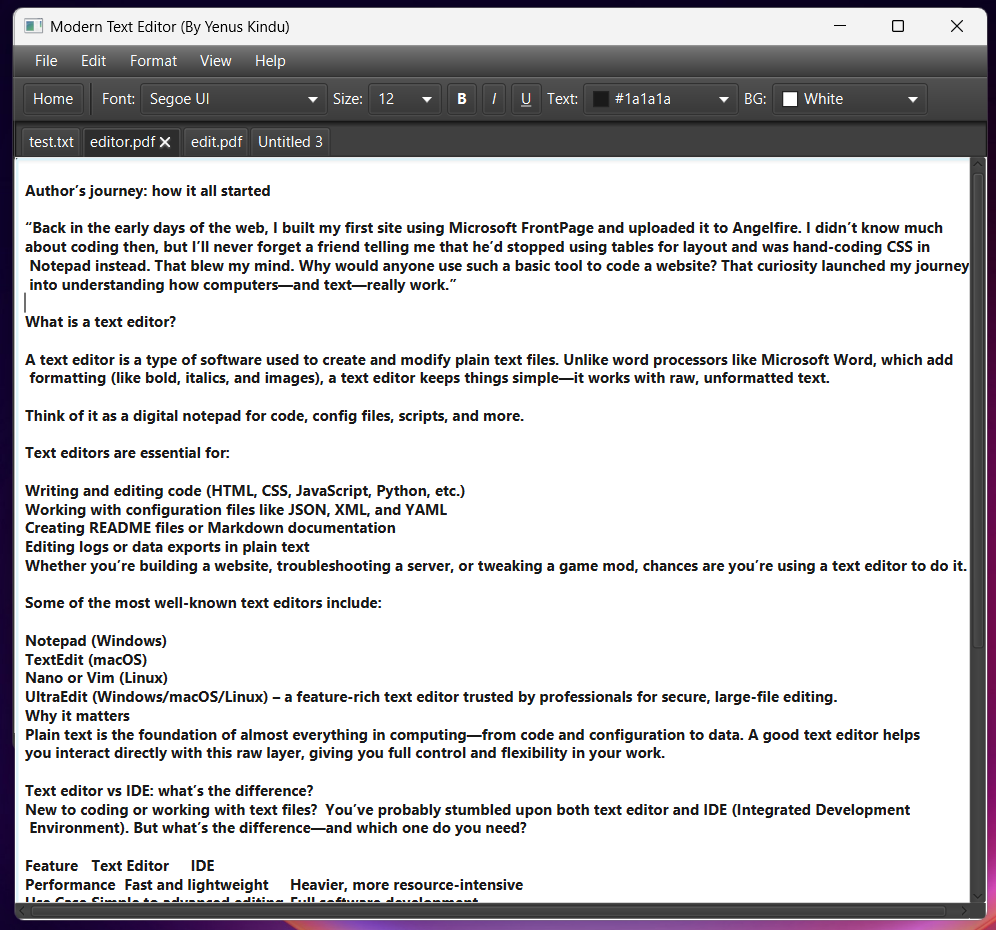 Modern Text Editor (By Yenus Kindu)
File Edit Format View Help
Home Font: Segoe UI Size: 12 B I U Text: #1a1a1a BG: White
test.txt editor.pdf edit.pdf Untitled 3
Author’s journey: how it all started
“Back in the early days of the web, I built my first site using Microsoft FrontPage and uploaded it to Angelfire. I didn’t know much
about coding then, but I’ll never forget a friend telling me that he’d stopped using tables for layout and was hand-coding CSS in
Notepad instead. That blew my mind. Why would anyone use such a basic tool to code a website? That curiosity launched my journey
into understanding how computers—and text—really work.”
What is a text editor?
A text editor is a type of software used to create and modify plain text files. Unlike word processors like Microsoft Word, which add
formatting (like bold, italics, and images), a text editor keeps things simple—it works with raw, unformatted text.
Think of it as a digital notepad for code, config files, scripts, and more.
Text editors are essential for:
Writing and editing code (HTML, CSS, JavaScript, Python, etc.)
Working with configuration files like JSON, XML, and YAML
Creating README files or Markdown documentation
Editing logs or data exports in plain text
Whether you’re building a website, troubleshooting a server, or tweaking a game mod, chances are you’re using a text editor to do it.
Some of the most well-known text editors include:
Notepad (Windows)
TextEdit (macOS)
Nano or Vim (Linux)
UltraEdit (Windows/macOS/Linux) – a feature-rich text editor trusted by professionals for secure, large-file editing.
Why it matters
Plain text is the foundation of almost everything in computing—from code and configuration to data. A good text editor helps
you interact directly with this raw layer, giving you full control and flexibility in your work.
Text editor vs IDE: what’s the difference?
New to coding or working with text files?  You’ve probably stumbled upon both text editor and IDE (Integrated Development
Environment). But what’s the difference—and which one do you need?
Feature Text Editor IDE
Performance Fast and lightweight Heavier, more resource-intensive
Use Case Simple to advanced editing Full software development